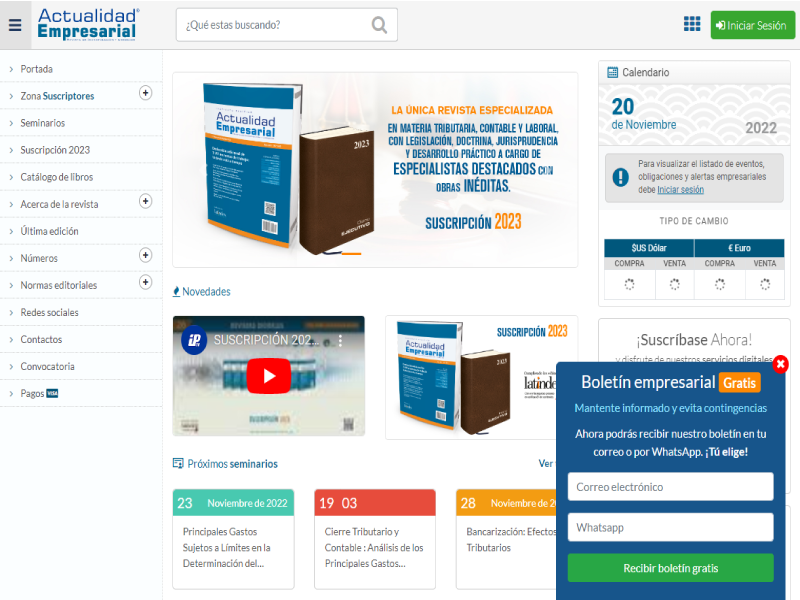 Actualidad
Empresarial
¿Qué estas buscando?
Iniciar Sesión
Portada
Zona Suscriptores
Seminarios
Suscripción 2023
Catálogo de libros
Acerca de la revista
Última edición
Números
Normas editoriales
Redes sociales
Contactos
Convocatoria
Pagos VISA
Actualidad
Empresarial
2023
EJECUTIVO
LA ÚNICA REVISTA ESPECIALIZADA
EN MATERIA TRIBUTARIA, CONTABLE Y LABORAL,
CON LEGISLACIÓN, DOCTRINA, JURISPRUDENCIA
Y DESARROLLO PRÁCTICO A CARGO DE
ESPECIALISTAS DESTACADOS CON
OBRAS INÉDITAS.
SUSCRIPCIÓN 2023
Calendario
20
de Noviembre
2022
Para visualizar el listado de eventos,
obligaciones y alertas empresariales
debe Iniciar sesión
TIPO DE CAMBIO
$US Dólar € Euro
COMPRA VENTA COMPRA VENTA
Novedades
SUSCRIPCIÓN 202...
SUSCRIPCIÓN 2023
Actualidad
Empresarial
2023
SUSCRIPCIÓN 2023
latinde
¡Suscríbase Ahora!
y disfrute de nuestros servicios digitales
Próximos seminarios
Ver
23 Noviembre de 2022
Principales Gastos
Sujetos a Límites en la
Determinación del...
19 03
Cierre Tributario y
Contable : Análisis de los
Principales Gastos...
28 Noviembre de 20
Bancarización: Efectos
Tributarios
Boletín empresarial Gratis
Mantente informado y evita contingencias
Ahora podrás recibir nuestro boletín en tu
correo o por WhatsApp. ¡Tú elige!
Correo electrónico
Whatsapp
Recibir boletín gratis